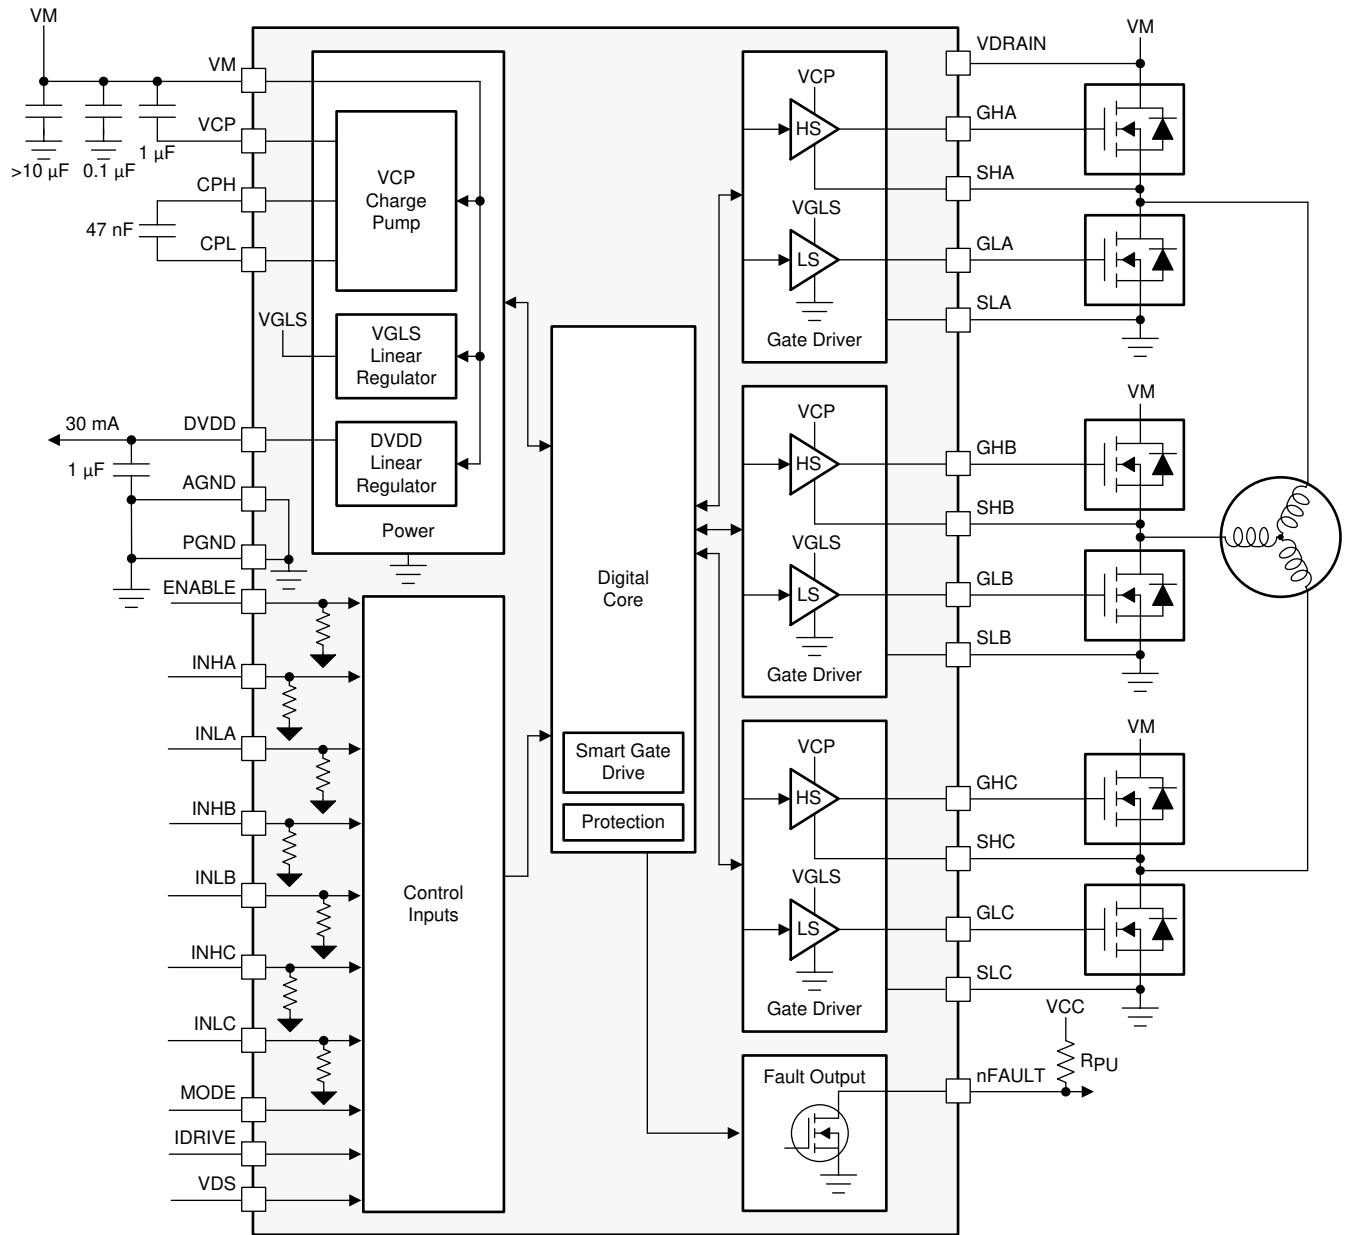 VM
VM
VCP
>10 µF
0.1 µF
1 µF
CPH
47 nF
CPL
VCP
Charge
Pump
VGLS
VGLS
Linear
Regulator
30 mA
DVDD
1 µF
DVDD
Linear
Regulator
AGND
PGND
Power
ENABLE
INHA
INLA
INHB
INLB
INHC
INLC
MODE
IDRIVE
VDS
Control
Inputs
Digital
Core
Smart Gate
Drive
Protection
VCP
HS
VGLS
LS
Gate Driver
VCP
HS
VGLS
LS
Gate Driver
VCP
HS
VGLS
LS
Gate Driver
Fault Output
VDRAIN
VM
GHA
SHA
GLA
SLA
VM
GHB
SHB
GLB
SLB
VM
GHC
SHC
GLC
SLC
VCC
RPU
nFAULT